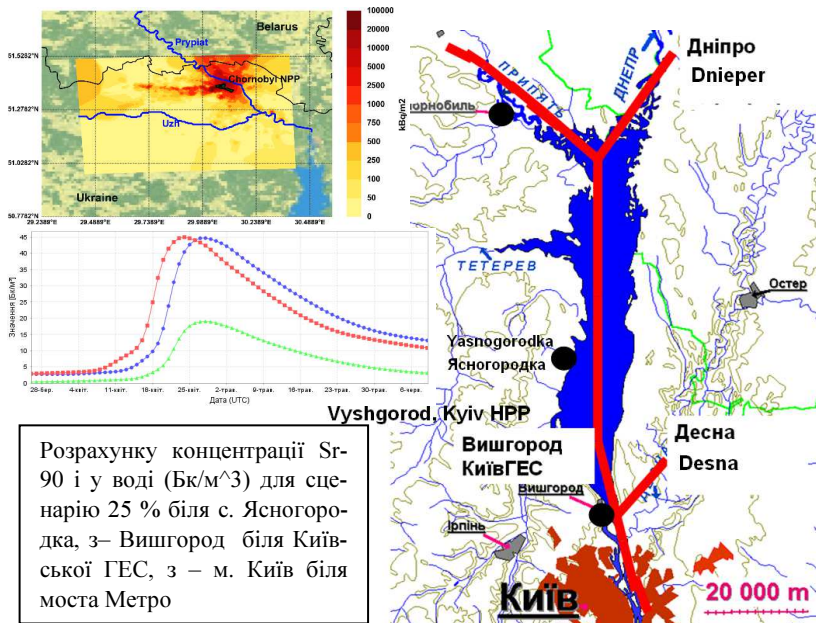 Belarus
Prypiat
Chornobyl NPP
Uzh
Ukraine
51.5282°N
51.2782°N
51.0282°N
50.7782°N
29.2389°E
29.4889°E
29.7389°E
29.9889°E
30.2389°E
30.4889°E
100000
20000
10000
5000
2500
1000
750
500
250
100
50
0
kBq/m2
Значення [Бк/м³]
45
40
35
30
25
20
15
10
5
0
28-бер.
4-квіт.
11-квіт.
18-квіт.
25-квіт.
2-трав.
9-трав.
16-трав.
23-трав.
30-трав.
6-черв.
Дата (UTC)
Розрахунку концентрації Sr-
90 і у воді (Бк/м^3) для сце-
нарію 25 % біля с. Ясногоро-
дка, з– Вишгород біля Київ-
ської ГЕС, з – м. Київ біля
моста Метро
Дніпро
Dnieper
ПРИПЯТЬ
ДНЕПР
орнобиль
ТЕТЕРЕВ
Остер
Yasnogorodka
Ясногородка
Vyshgorod, Kyiv HPP
Вишгород
КиївГЕС
Десна
Desna
Вишгород
Ірпінь
Київ
20 000 m